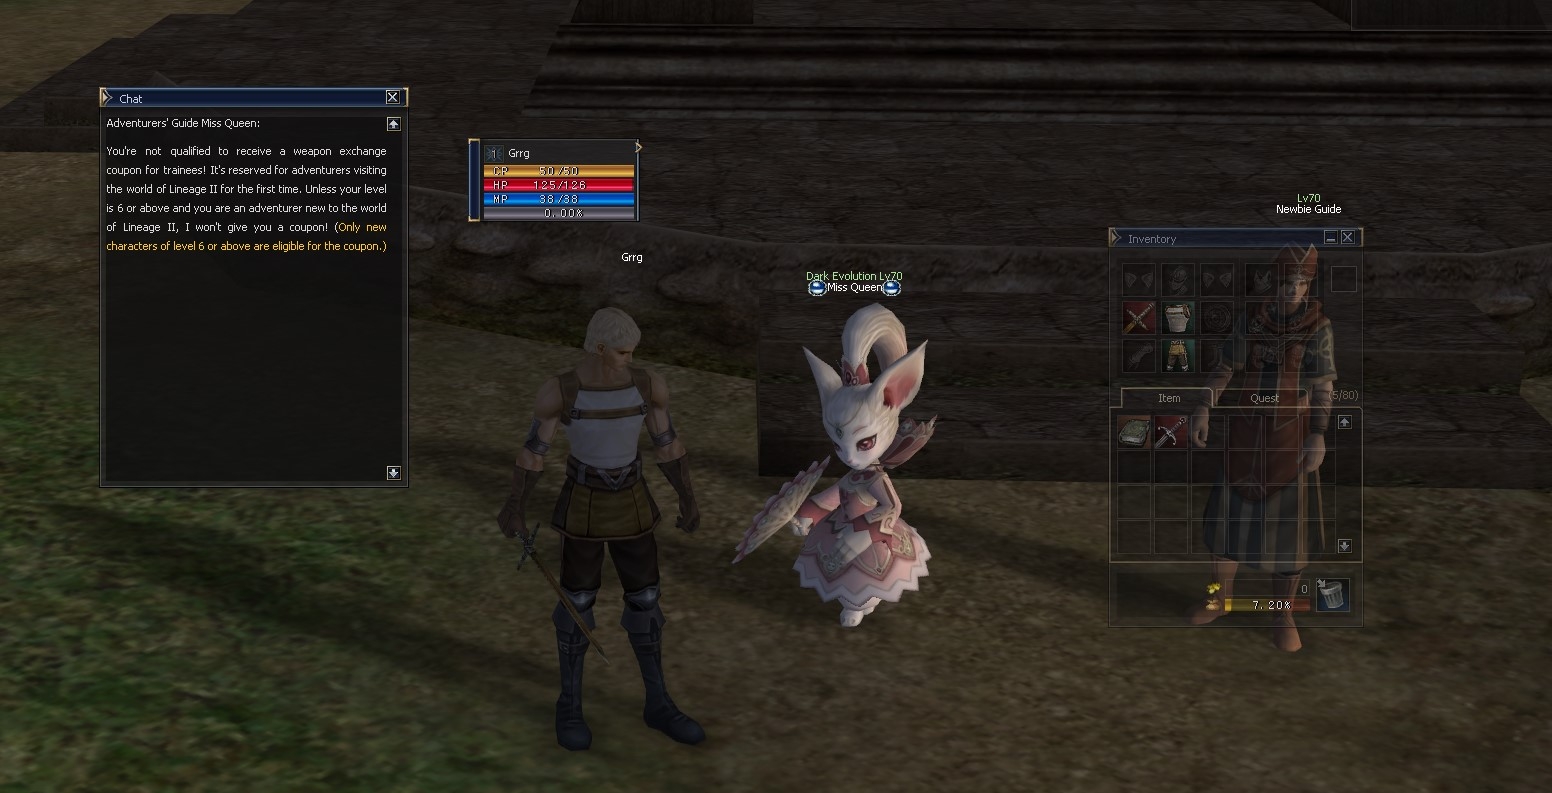 Chat
Adventurers' Guide Miss Queen:
You're not qualified to receive a weapon exchange
coupon for trainees! It's reserved for adventurers visiting
the world of Lineage II for the first time. Unless your level
is 6 or above and you are an adventurer new to the world
of Lineage II, I won't give you a coupon! (Only new
characters of level 6 or above are eligible for the coupon.)
1 Grrg
CP 50/50
HP 125/126
MP 38/38
0.00%
Grrg
Dark Evolution Lv70
Miss Queen
Lv70
Newbie Guide
Inventory
Item Quest (5/80)
0
7.20%